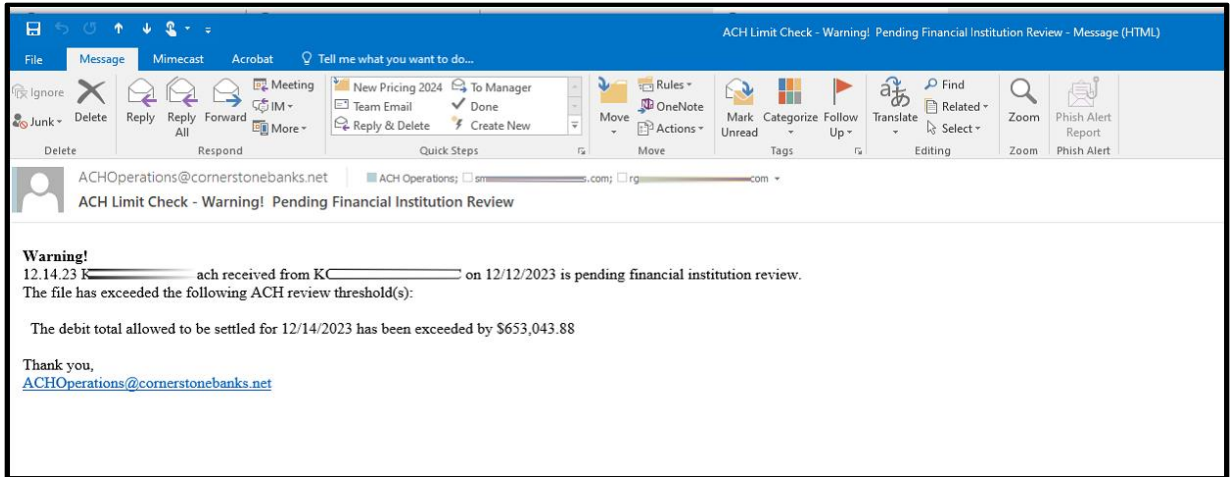 ACH Limit Check - Warning! Pending Financial Institution Review - Message (HTML)
File Message Mimecast Acrobat Tell me what you want to do...
Ignore
Junk
Delete
Delete
Reply
Reply All
Forward
Meeting
IM
More
Respond
New Pricing 2024
Team Email
Reply & Delete
To Manager
Done
Create New
Quick Steps
Move
Rules
OneNote
Actions
Move
Mark Unread
Categorize
Follow Up
Tags
Translate
Find
Related
Select
Editing
Zoom
Zoom
Phish Alert Report
Phish Alert
ACHOperations@cornerstonebanks.net ACH Operations; .com; com
ACH Limit Check - Warning! Pending Financial Institution Review
Warning!
12.14.23 ach received from on 12/12/2023 is pending financial institution review.
The file has exceeded the following ACH review threshold(s):
The debit total allowed to be settled for 12/14/2023 has been exceeded by $653,043.88
Thank you,
ACHOperations@cornerstonebanks.net